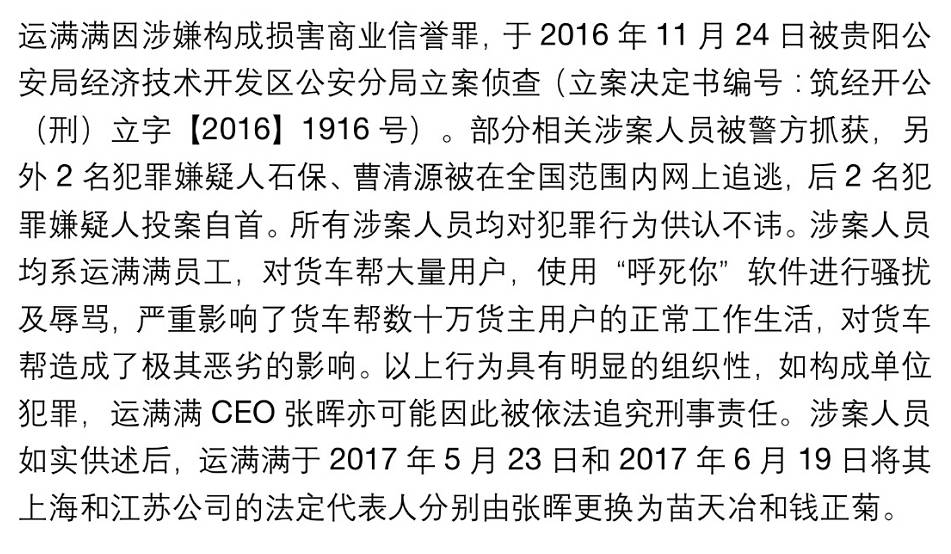 运满满因涉嫌构成损害商业信誉罪，于 2016 年 11 月 24 日被贵阳公
安局经济技术开发区公安分局立案侦查（立案决定书编号：筑经开公
（刑）立字【2016】1916 号）。部分相关涉案人员被警方抓获，另
外 2 名犯罪嫌疑人石保、曹清源被在全国范围内网上追逃，后 2 名犯
罪嫌疑人投案自首。所有涉案人员均对犯罪行为供认不讳。涉案人员
均系运满满员工，对货车帮大量用户，使用“呼死你”软件进行骚扰
及辱骂，严重影响了货车帮数十万货主用户的正常工作生活，对货车
帮造成了极其恶劣的影响。以上行为具有明显的组织性，如构成单位
犯罪，运满满 CEO 张晖亦可能因此被依法追究刑事责任。涉案人员
如实供述后，运满满于 2017 年 5 月 23 日和 2017 年 6 月 19 日将其
上海和江苏公司的法定代表人分别由张晖更换为苗天冶和钱正菊。